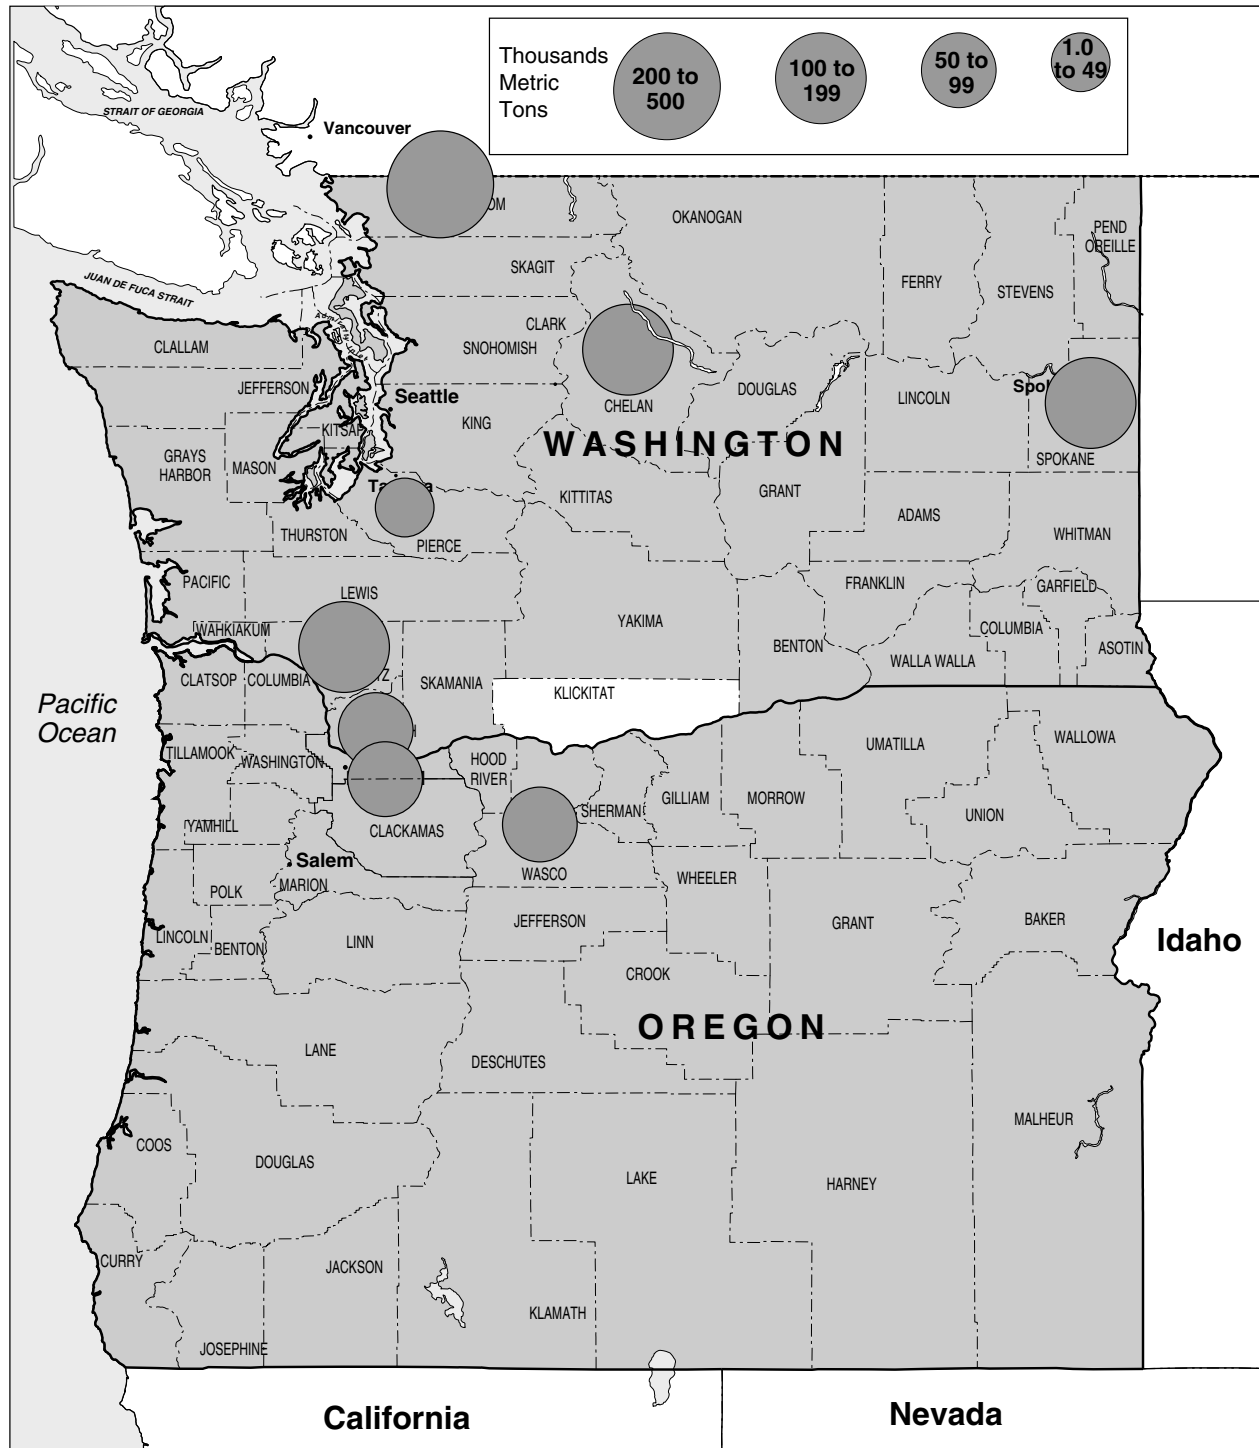 Thousands
Metric
Tons
200 to
500
100 to
199
50 to
99
1.0
to 49
STRAIT OF GEORGIA
Vancouver
OM
OKANOGAN
PEND
OREILLE
SKAGIT
JUAN DE FUCA STRAIT
FERRY
STEVENS
CLARK
SNOHOMISH
CLALLAM
JEFFERSON
Seattle
CHELAN
DOUGLAS
LINCOLN
Spok
KITSAP
KING
WASHINGTON
GRAYS
HARBOR
MASON
SPOKANE
KITTITAS
GRANT
ADAMS
THURSTON
PIERCE
WHITMAN
PACIFIC
LEWIS
FRANKLIN
GARFIELD
WAHKIAKUM
YAKIMA
BENTON
COLUMBIA
ASOTIN
WALLA WALLA
CLATSOP
COLUMBIA
TZ
SKAMANIA
KLICKITAT
Pacific
Ocean
H
TILLAMOOK
WASHINGTON
HOOD
RIVER
UMATILLA
WALLOWA
SHERMAN
GILLIAM
MORROW
UNION
YAMHILL
CLACKAMAS
Salem
WASCO
WHEELER
POLK
MARION
JEFFERSON
GRANT
BAKER
LINCOLN
BENTON
LINN
Idaho
CROOK
OREGON
LANE
DESCHUTES
MALHEUR
COOS
DOUGLAS
LAKE
HARNEY
CURRY
JACKSON
KLAMATH
JOSEPHINE
California
Nevada